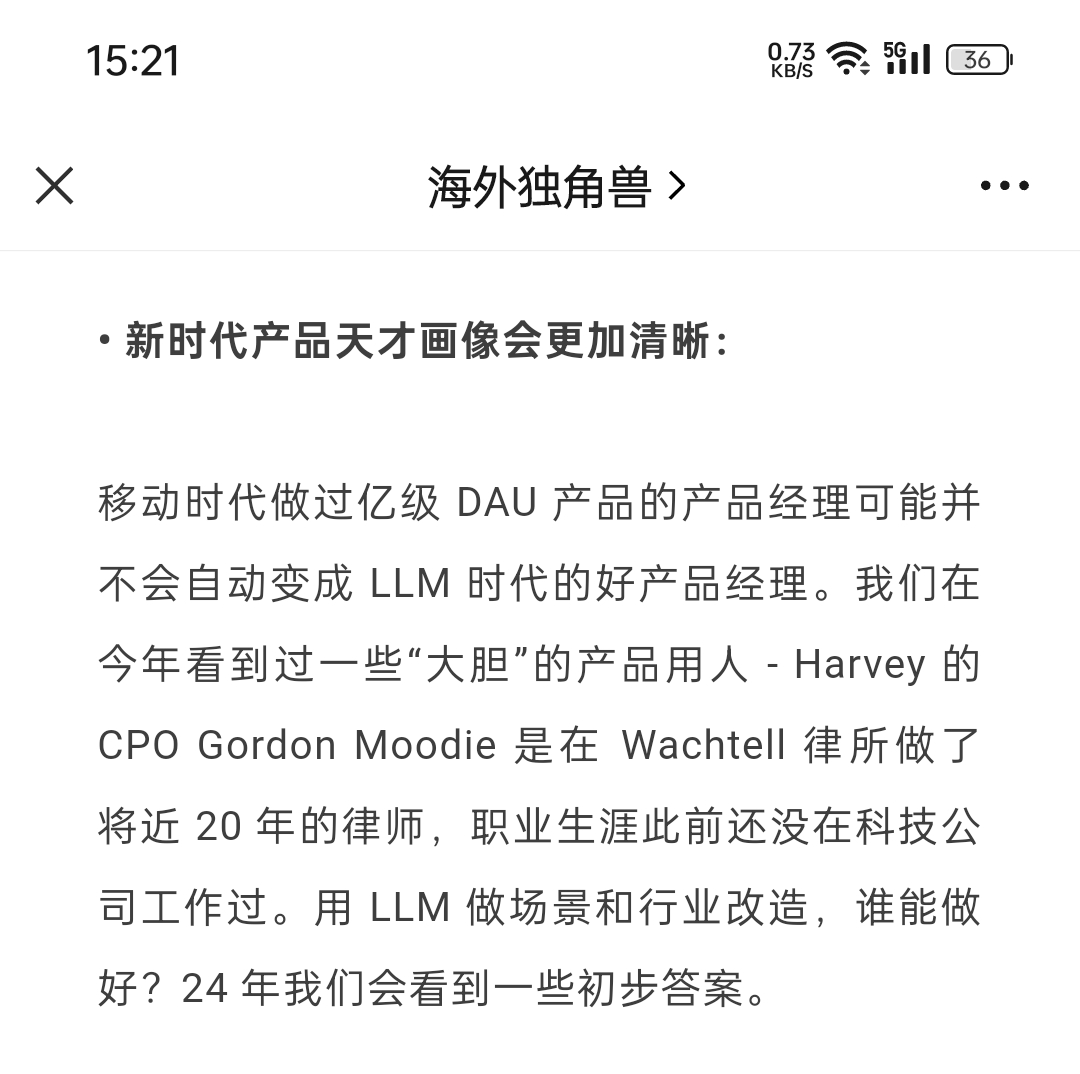 15:21
0.73
KB/S
5G
36
海外独角兽
• 新时代产品天才画像会更加清晰：
移动时代做过亿级 DAU 产品的产品经理可能并
不会自动变成 LLM 时代的好产品经理。我们在
今年看到过一些“大胆”的产品用人 - Harvey 的
CPO Gordon Moodie 是在 Wachtell 律所做了
将近 20 年的律师，职业生涯此前还没在科技公
司工作过。用 LLM 做场景和行业改造，谁能做
好？24 年我们会看到一些初步答案。